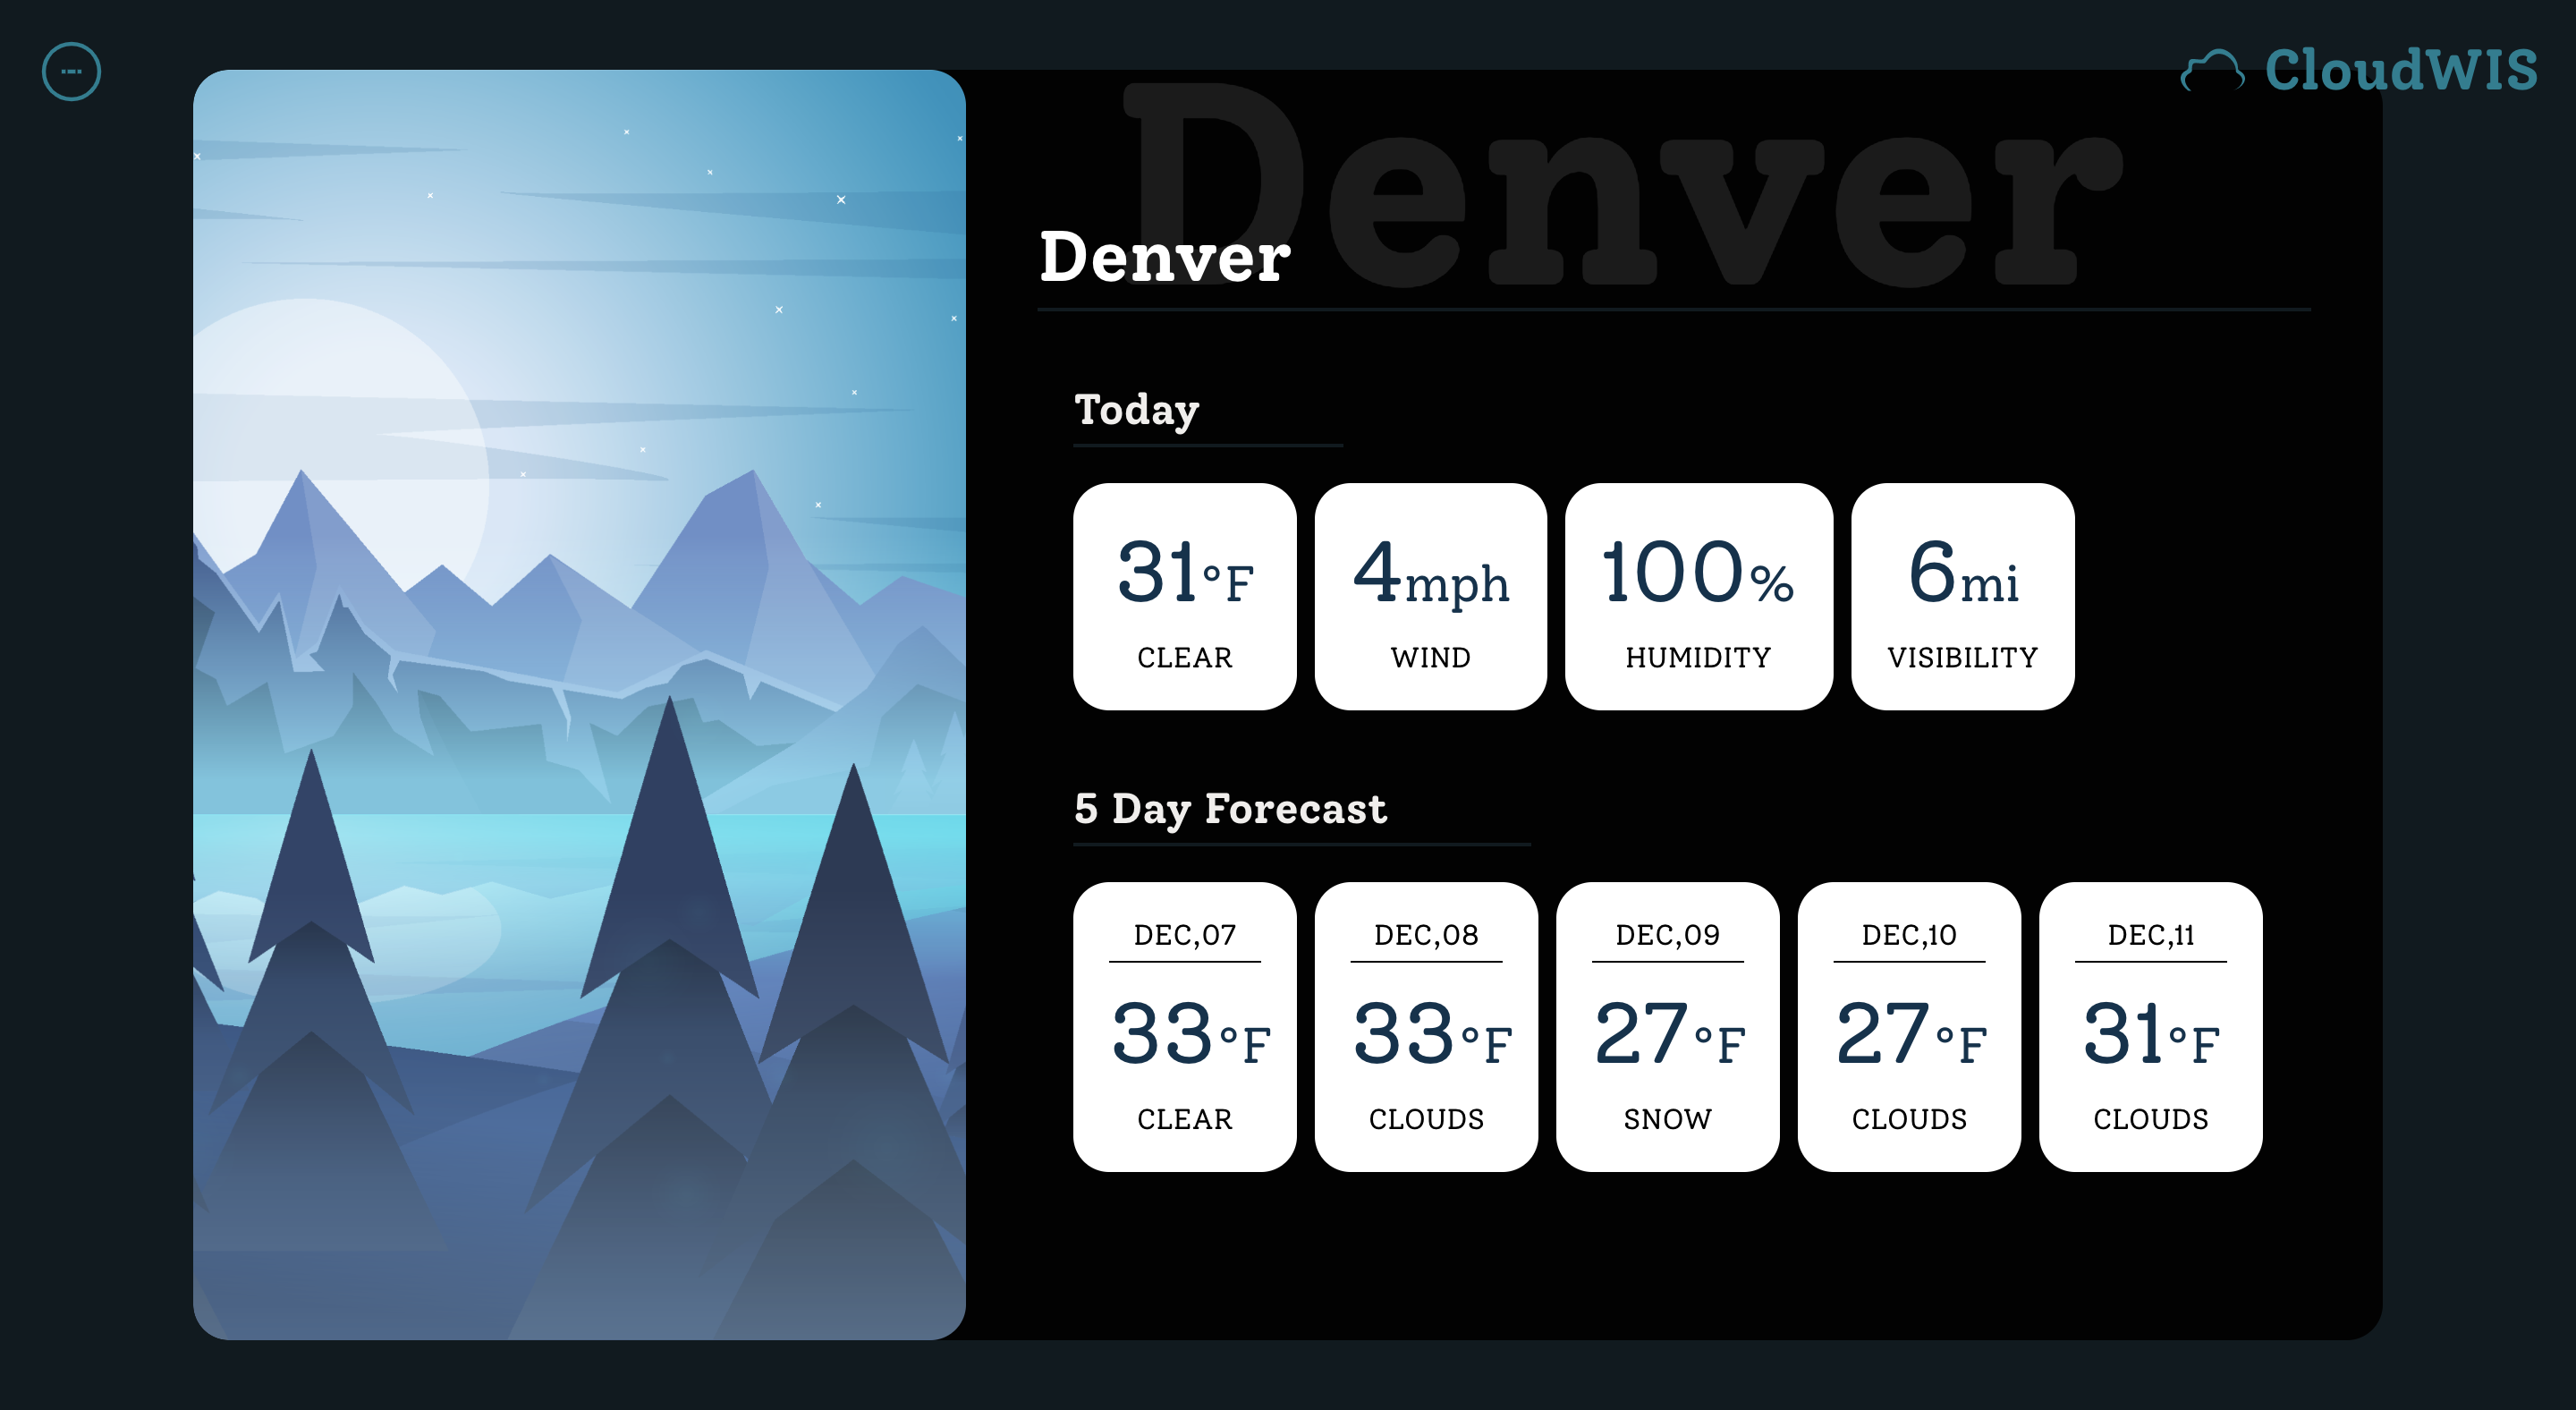 CloudWIS
Denver
Denver
Today
31°F
CLEAR
4mph
WIND
100%
HUMIDITY
6mi
VISIBILITY
5 Day Forecast
DEC,07
33°F
CLEAR
DEC,08
33°F
CLOUDS
DEC,09
27°F
SNOW
DEC,10
27°F
CLOUDS
DEC,11
31°F
CLOUDS